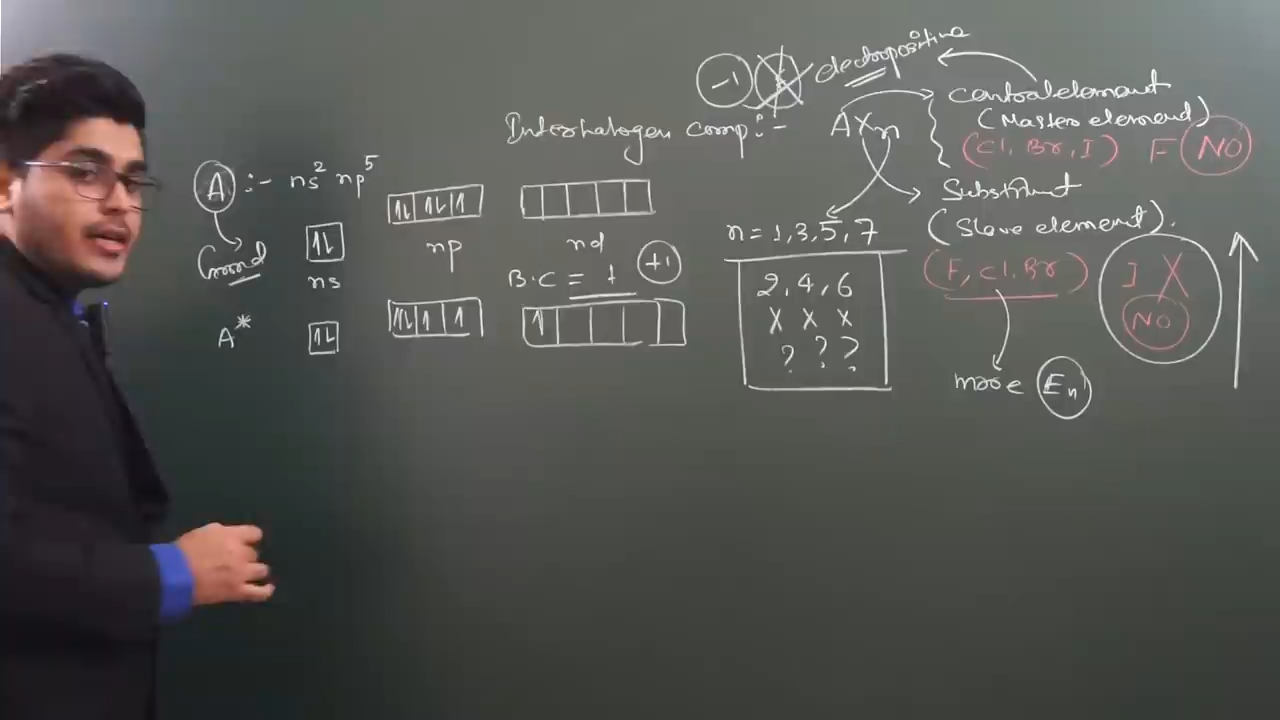 -1 electropositive
Interhalogen comp:- AXn
central element
(Master element)
(Cl, Br, I) F NO
Substituent
(Slave element).
(F, Cl, Br) I X
NO
more En
A :- ns² np⁵
Ground
ns
np
nd
B.C = 1 +1
A*
n = 1,3,5,7
2, 4, 6
X X X
? ? ?